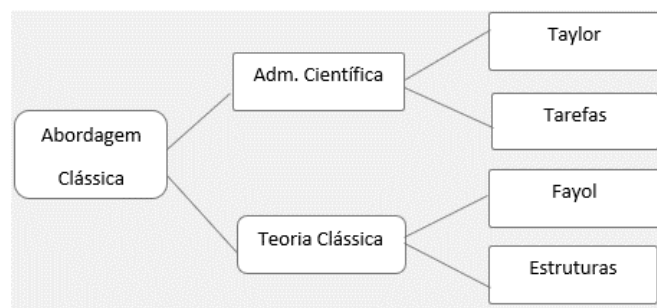 Abordagem
Clássica
Adm. Científica
Taylor
Tarefas
Teoria Clássica
Fayol
Estruturas